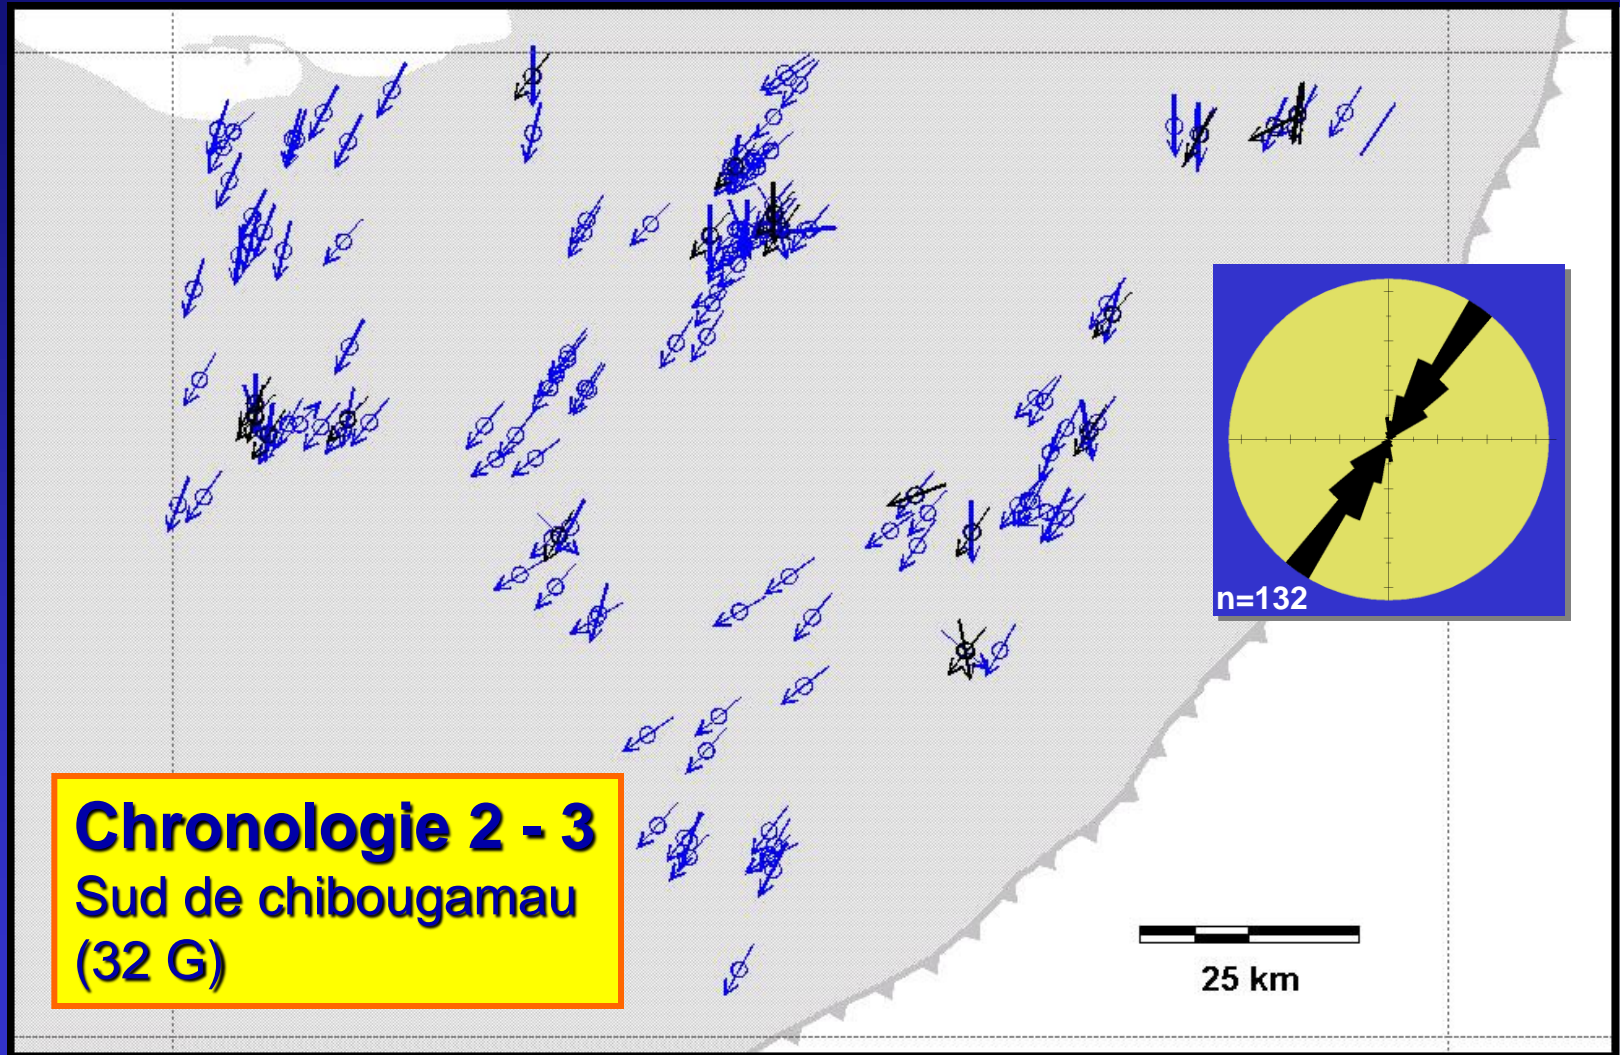 n=132
Chronologie 2 - 3
Sud de chibougamau
(32 G)
25 km